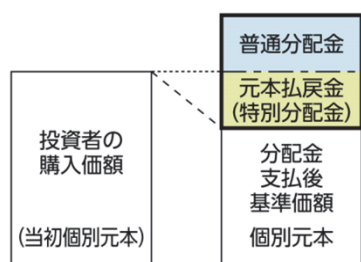 普通分配金
元本払戻金
(特別分配金)
投資者の
購入価額
(当初個別元本)
分配金
支払後
基準価額
個別元本